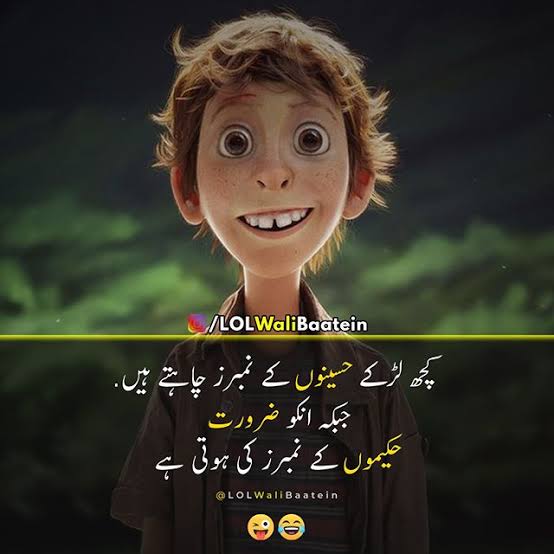 /LOLWaliBaatein
کچھ لڑکے حسینوں کے نمبرز چاہتے ہیں.
جبکہ انکو ضرورت
حکیموں کے نمبرز کی ہوتی ہے
@LOLWaliBaatein